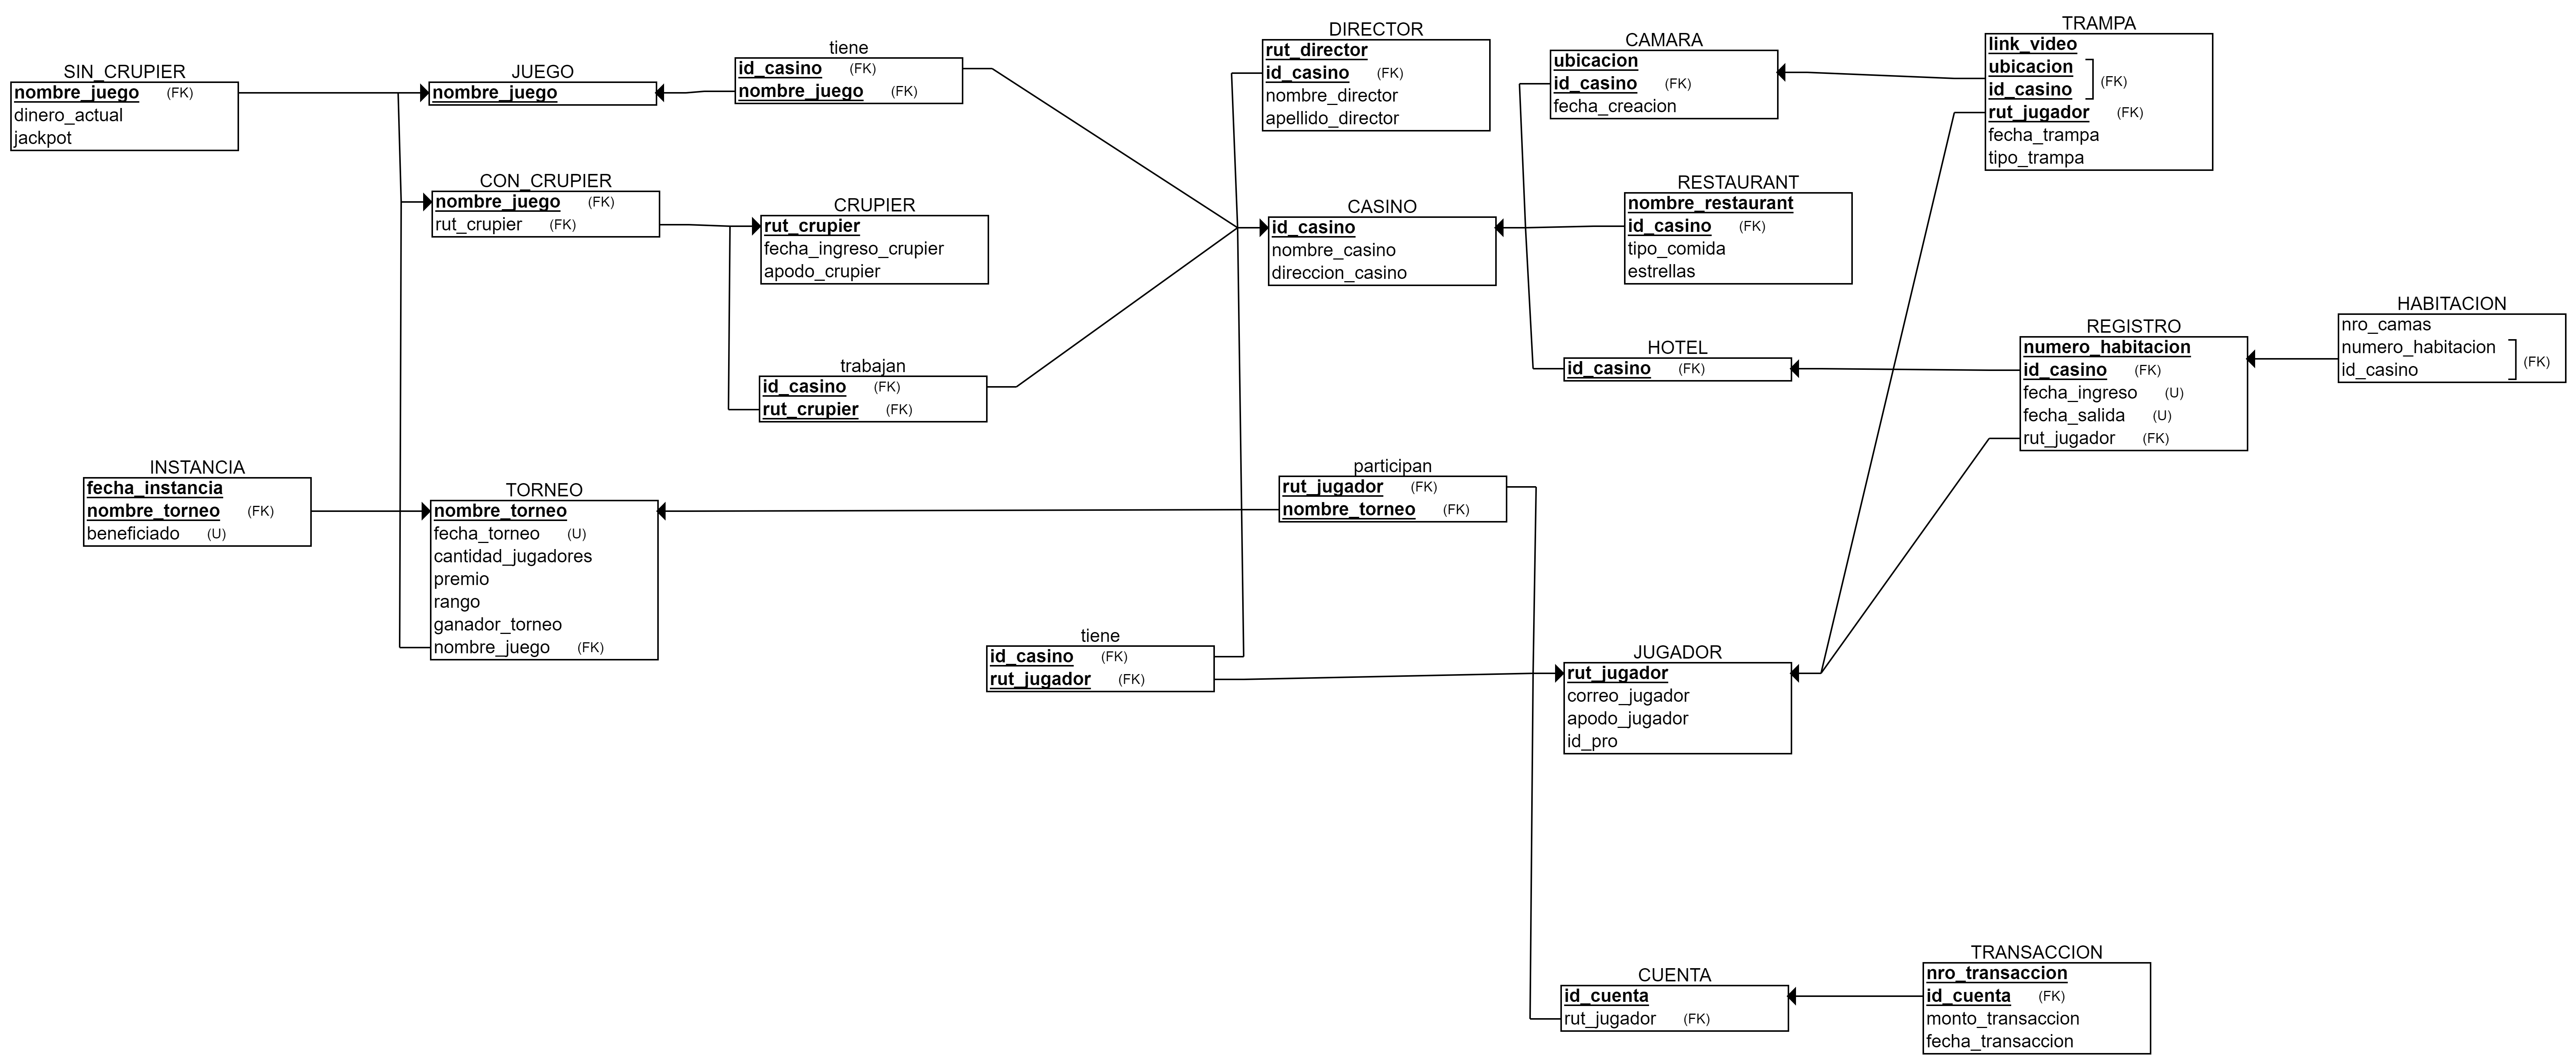 SIN_CRUPIER
nombre_juego (FK)
dinero_actual
jackpot
JUEGO
nombre_juego
tiene
id_casino (FK)
nombre_juego (FK)
DIRECTOR
rut_director
id_casino (FK)
nombre_director
apellido_director
CAMARA
ubicacion
id_casino (FK)
fecha_creacion
TRAMPA
link_video
ubicacion
id_casino
(FK)
rut_jugador (FK)
fecha_trampa
tipo_trampa
CON_CRUPIER
nombre_juego (FK)
rut_crupier (FK)
CRUPIER
rut_crupier
fecha_ingreso_crupier
apodo_crupier
CASINO
id_casino
nombre_casino
direccion_casino
RESTAURANT
nombre_restaurant
id_casino (FK)
tipo_comida
estrellas
trabajan
id_casino (FK)
rut_crupier (FK)
HOTEL
id_casino (FK)
REGISTRO
numero_habitacion
id_casino (FK)
fecha_ingreso (U)
fecha_salida (U)
rut_jugador (FK)
HABITACION
nro_camas
numero_habitacion
id_casino
(FK)
INSTANCIA
fecha_instancia
nombre_torneo (FK)
beneficiado (U)
TORNEO
nombre_torneo
fecha_torneo (U)
cantidad_jugadores
premio
rango
ganador_torneo
nombre_juego (FK)
participan
rut_jugador (FK)
nombre_torneo (FK)
tiene
id_casino (FK)
rut_jugador (FK)
JUGADOR
rut_jugador
correo_jugador
apodo_jugador
id_pro
CUENTA
id_cuenta
rut_jugador (FK)
TRANSACCION
nro_transaccion
id_cuenta (FK)
monto_transaccion
fecha_transaccion